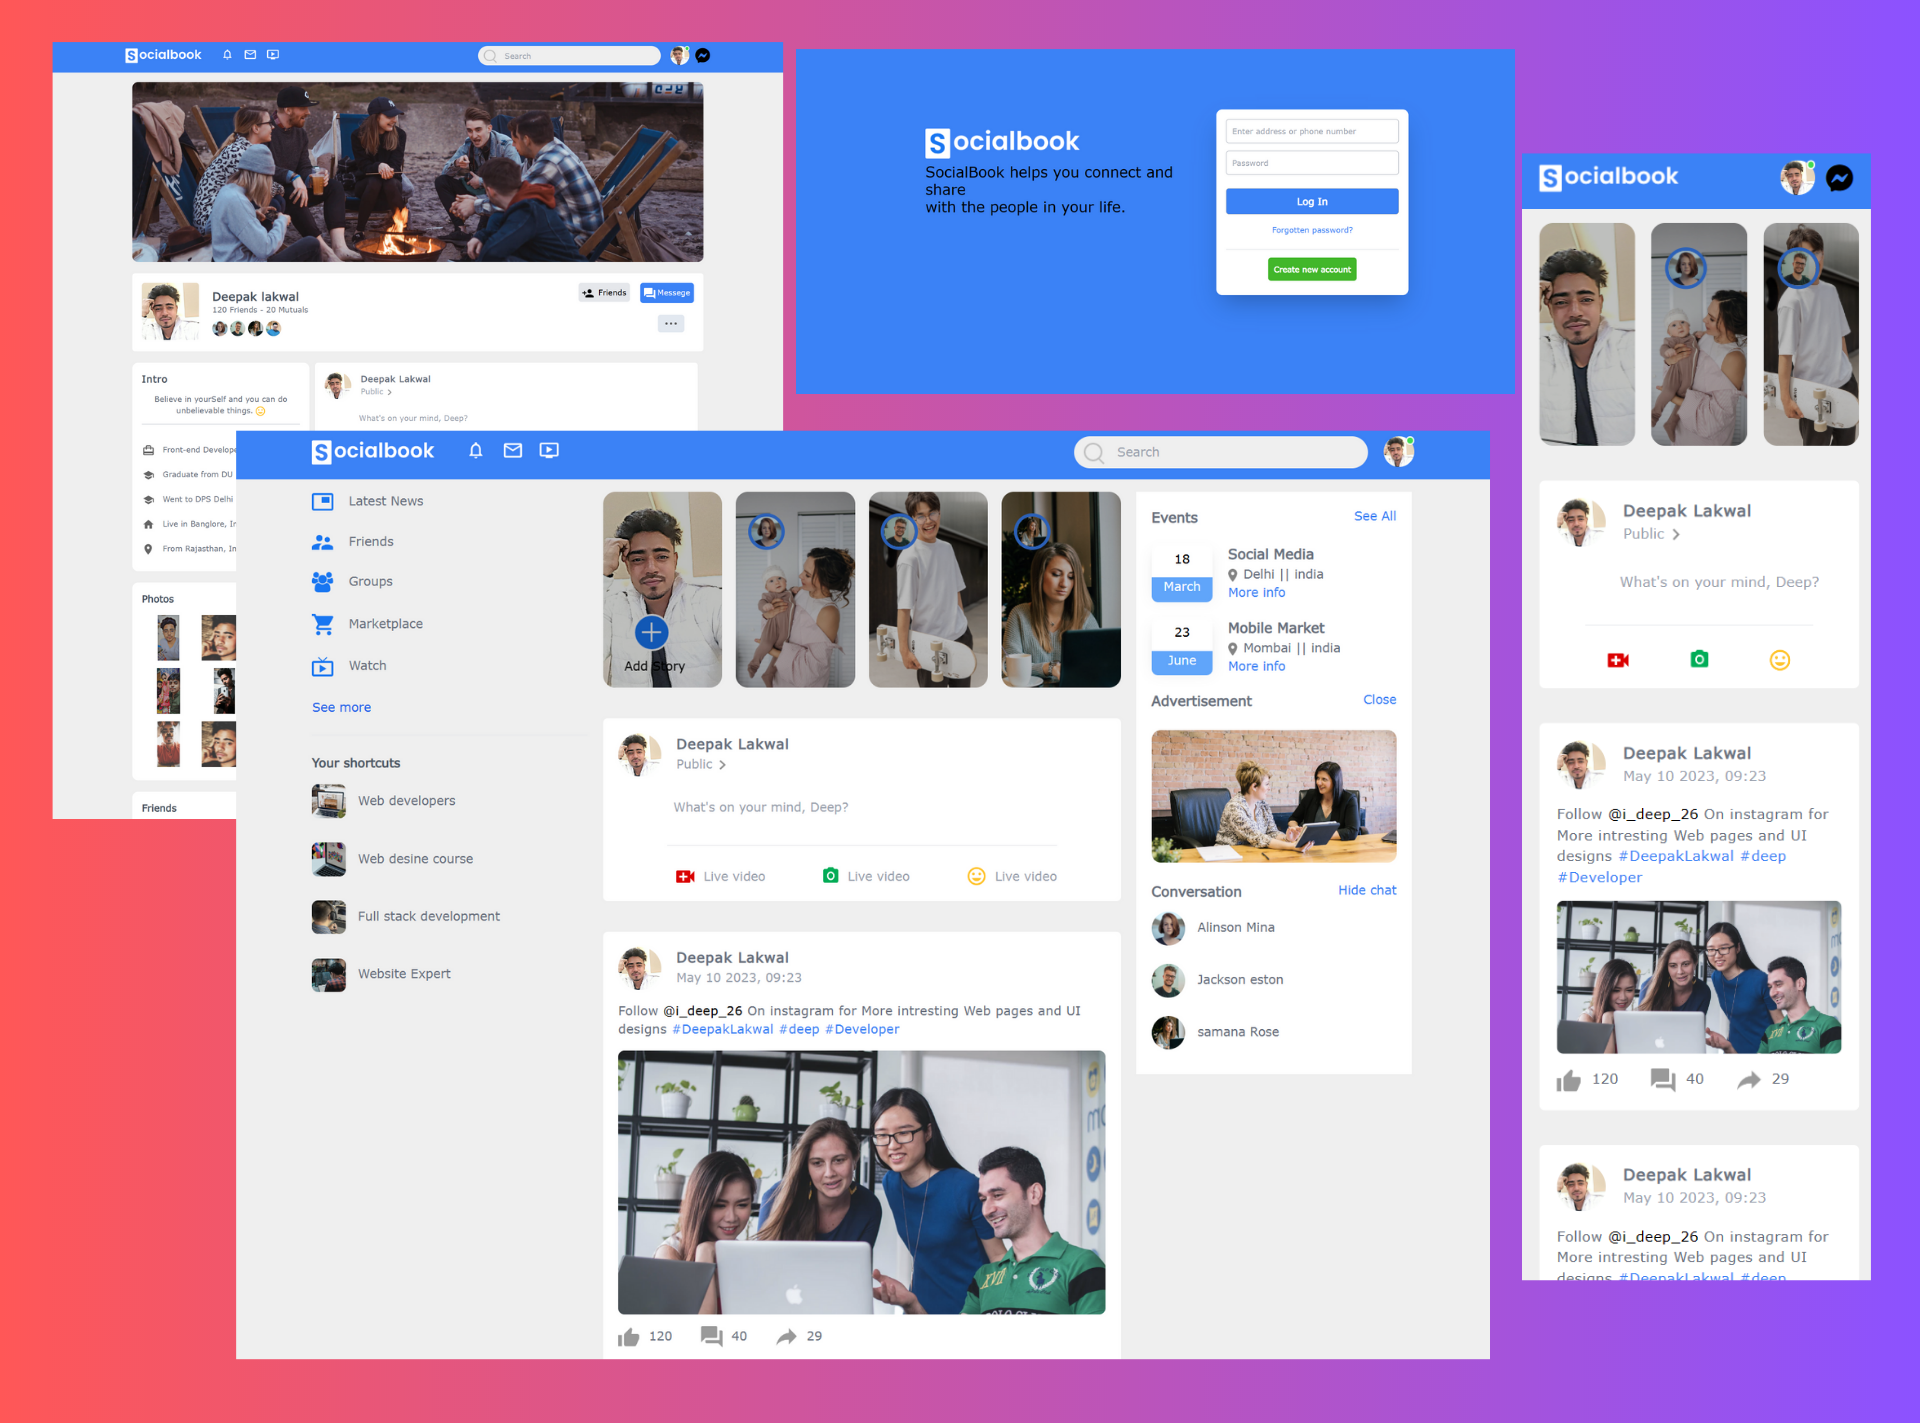 Socialbook
Search
Deepak lakwal
120 Friends - 20 Mutuals
Friends
Messege
Intro
Believe in yourSelf and you can do
unbelievable things.
Front-end Develope
Graduate from DU
Went to DPS Delhi
Live in Banglore, In
From Rajasthan, In
Photos
Friends
Deepak Lakwal
Public >
What's on your mind, Deep?
Socialbook
SocialBook helps you connect and
share
with the people in your life.
Enter address or phone number
Password
Log In
Forgotten password?
Create new account
Socialbook
Search
Latest News
Friends
Groups
Marketplace
Watch
See more
Your shortcuts
Web developers
Web desine course
Full stack development
Website Expert
Add Story
Deepak Lakwal
Public >
What's on your mind, Deep?
Live video
Live video
Live video
Deepak Lakwal
May 10 2023, 09:23
Follow @i_deep_26 On instagram for More intresting Web pages and UI
designs #DeepakLakwal #deep #Developer
120
40
29
Events
See All
18
March
Social Media
Delhi || india
More info
23
June
Mobile Market
Mombai || india
More info
Advertisement
Close
Conversation
Hide chat
Alinson Mina
Jackson eston
samana Rose
Socialbook
Deepak Lakwal
Public >
What's on your mind, Deep?
Deepak Lakwal
May 10 2023, 09:23
Follow @i_deep_26 On instagram for
More intresting Web pages and UI
designs #DeepakLakwal #deep
#Developer
120
40
29
Deepak Lakwal
May 10 2023, 09:23
Follow @i_deep_26 On instagram for
More intresting Web pages and UI
designs #DeepakLakwal #deep